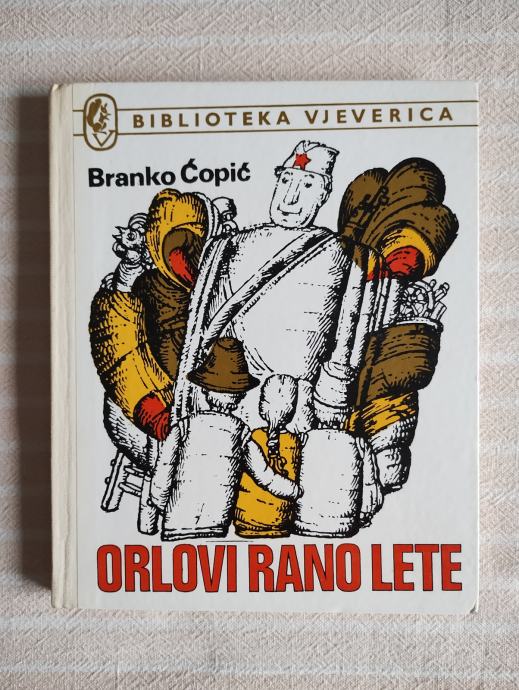 BIBLIOTEKA VJEVERICA
Branko Ćopić
ORLOVI RANO LETE